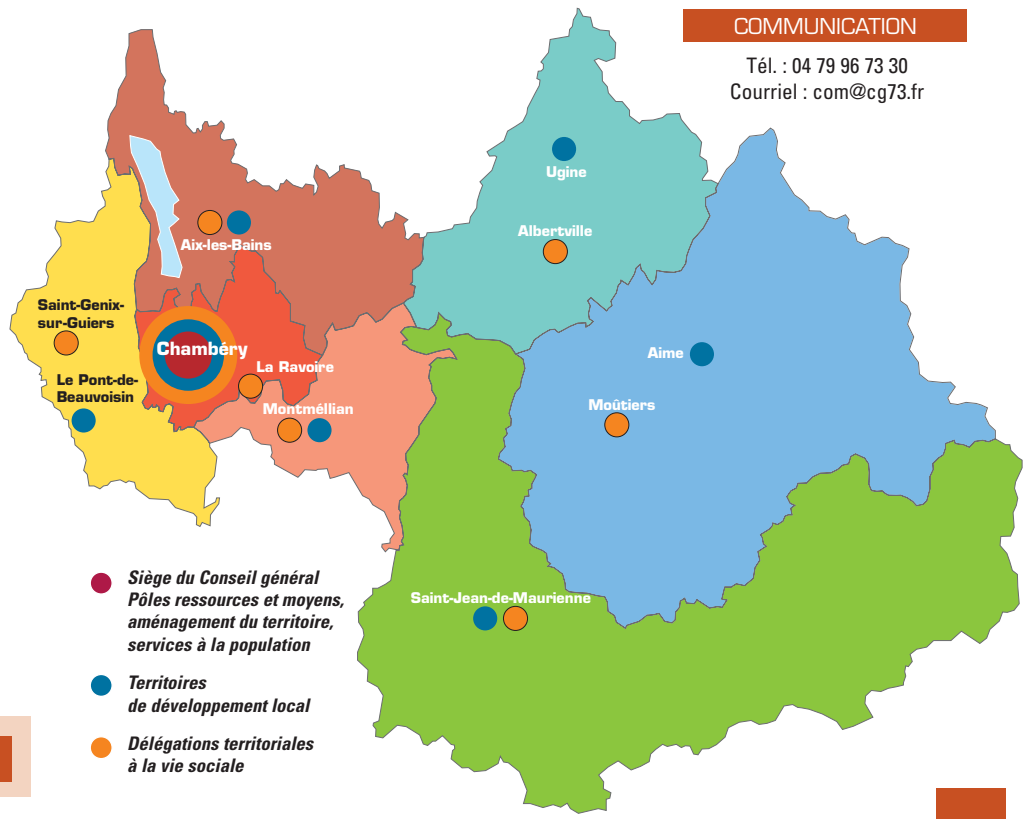 COMMUNICATION
Tél. : 04 79 96 73 30
Courriel : com@cg73.fr
Ugine
Albertville
Aix-les-Bains
Saint-Genix-
sur-Guiers
Chambéry
Aime
La Ravoire
Le Pont-de-
Beauvoisin
Moûtiers
Montméllian
Saint-Jean-de-Maurienne
Siège du Conseil général
Pôles ressources et moyens,
aménagement du territoire,
services à la population
Territoires
de développement local
Délégations territoriales
à la vie sociale